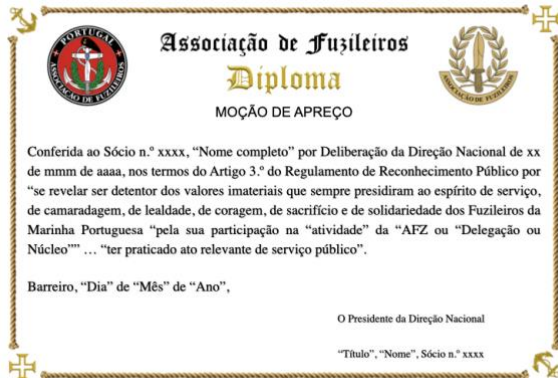 PORTUGAL
ASSOCIAÇÃO DE FUZILEIROS
Associação de Fuzileiros
ASSOCIAÇÃO DE FUZILEIROS
Diploma
MOÇÃO DE APREÇO
Conferida ao Sócio n.º xxxx, “Nome completo” por Deliberação da Direção Nacional de xx
de mmm de aaaa, nos termos do Artigo 3.º do Regulamento de Reconhecimento Público por
“se revelar ser detentor dos valores imateriais que sempre presidiram ao espírito de serviço,
de camaradagem, de lealdade, de coragem, de sacrifício e de solidariedade dos Fuzileiros da
Marinha Portuguesa “pela sua participação na “atividade” da “AFZ ou “Delegação ou
Núcleo”” … “ter praticado ato relevante de serviço público”.
Barreiro, “Dia” de “Mês” de “Ano”,
O Presidente da Direção Nacional
“Título”, “Nome”, Sócio n.º xxxx